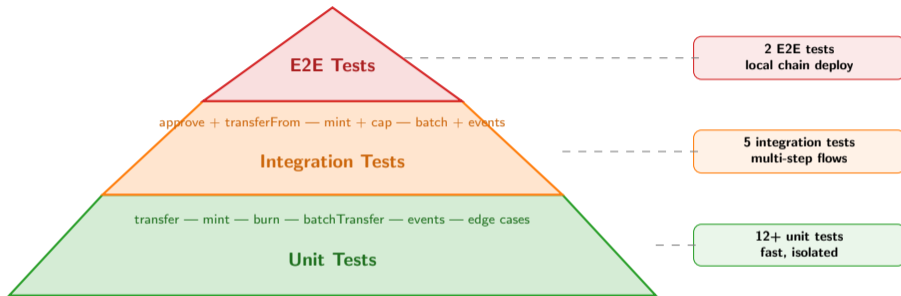 E2E Tests
2 E2E tests
local chain deploy
approve + transferFrom — mint + cap — batch + events
Integration Tests
5 integration tests
multi-step flows
transfer — mint — burn — batchTransfer — events — edge cases
Unit Tests
12+ unit tests
fast, isolated